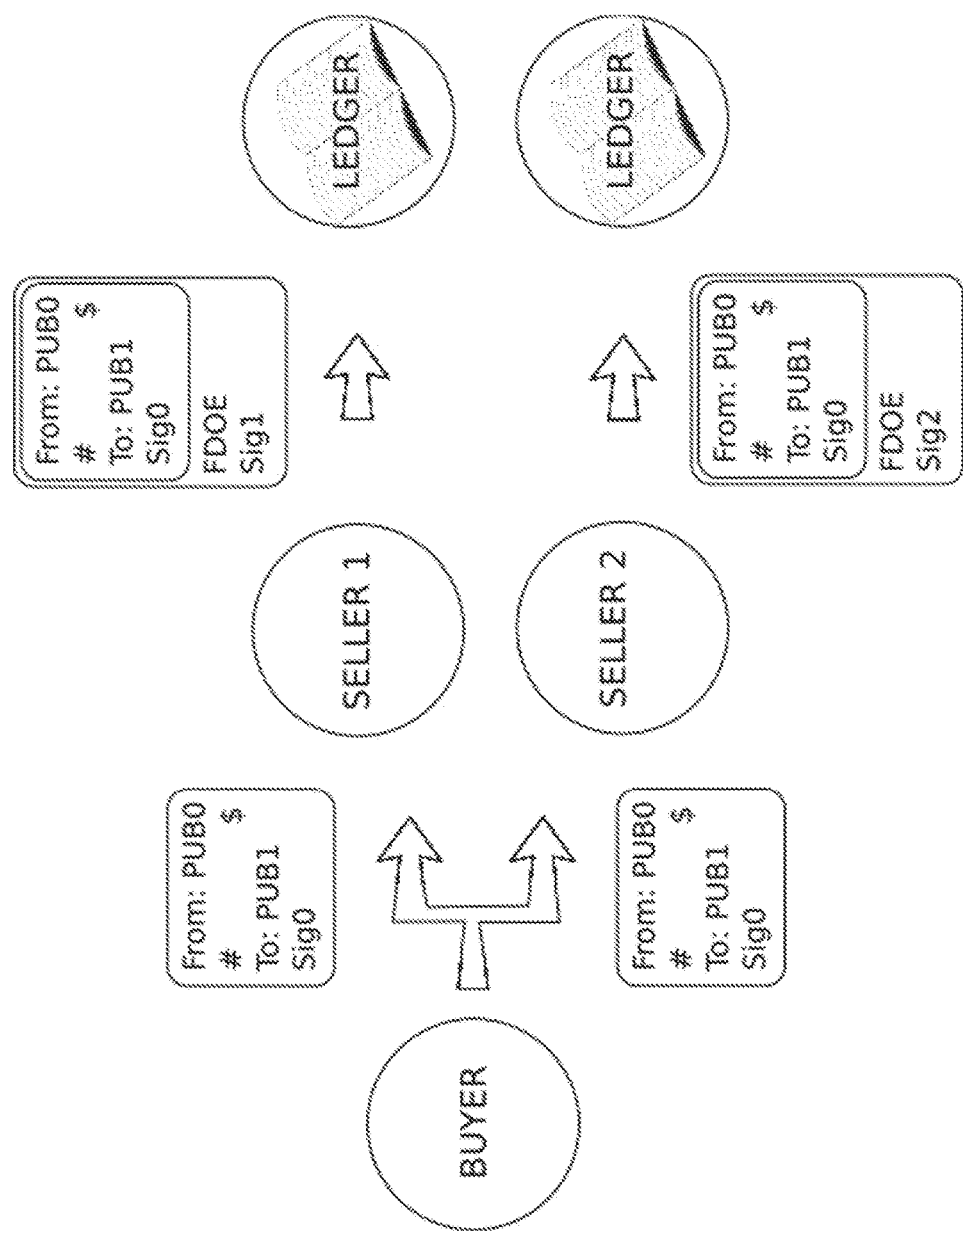 BUYER
From: PUB0
# $
To: PUB1
Sig0
From: PUB0
# $
To: PUB1
Sig0
SELLER 1
SELLER 2
From: PUB0
# $
To: PUB1
Sig0
FDOE
Sig1
From: PUB0
# $
To: PUB1
Sig0
FDOE
Sig2
LEDGER
LEDGER